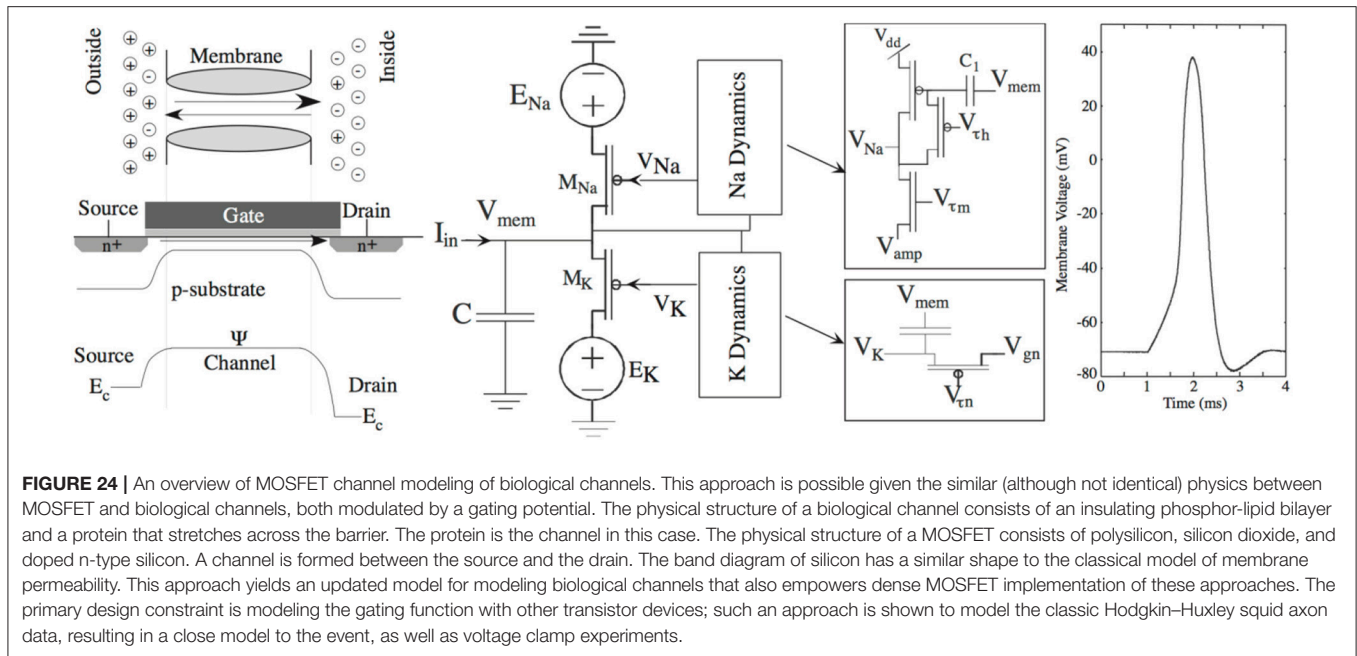 Outside
Membrane
Inside
Source
Gate
Drain
n+
n+
p-substrate
Ψ
Source
Channel
Drain
E_c
E_c
E_Na
M_Na
V_Na
Na Dynamics
V_mem
I_in
M_K
V_K
K Dynamics
C
E_K
V_dd
C_1
V_mem
V_τh
V_Na
V_τm
V_amp
V_mem
V_K
V_gn
V_τn
Membrane Voltage (mV)
40
20
0
-20
-40
-60
-80
0
1
2
3
4
Time (ms)
FIGURE 24 | An overview of MOSFET channel modeling of biological channels. This approach is possible given the similar (although not identical) physics between
MOSFET and biological channels, both modulated by a gating potential. The physical structure of a biological channel consists of an insulating phosphor-lipid bilayer
and a protein that stretches across the barrier. The protein is the channel in this case. The physical structure of a MOSFET consists of polysilicon, silicon dioxide, and
doped n-type silicon. A channel is formed between the source and the drain. The band diagram of silicon has a similar shape to the classical model of membrane
permeability. This approach yields an updated model for modeling biological channels that also empowers dense MOSFET implementation of these approaches. The
primary design constraint is modeling the gating function with other transistor devices; such an approach is shown to model the classic Hodgkin–Huxley squid axon
data, resulting in a close model to the event, as well as voltage clamp experiments.